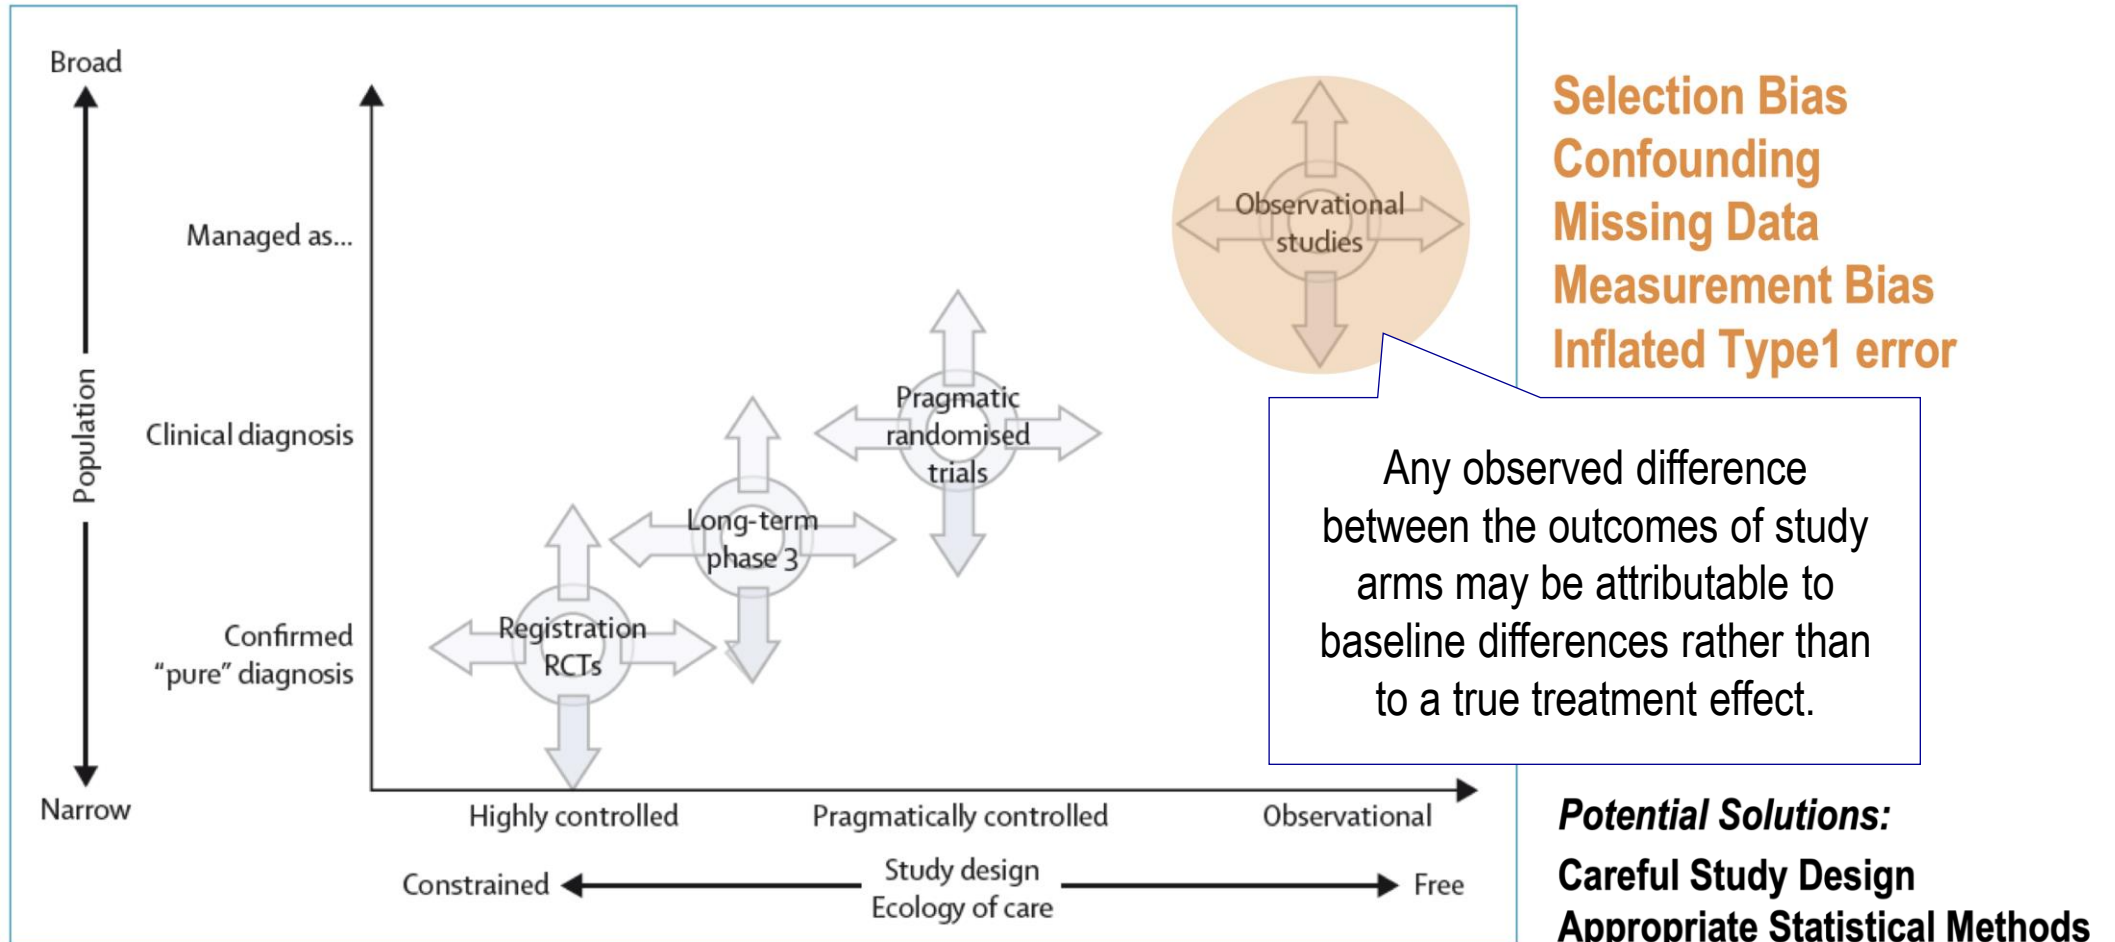 Broad
Population
Narrow
Managed as...
Clinical diagnosis
Confirmed
"pure" diagnosis
Observational
studies
Pragmatic
randomised
trials
Long-term
phase 3
Registration
RCTs
Highly controlled
Pragmatically controlled
Observational
Constrained
Study design
Ecology of care
Free
Selection Bias
Confounding
Missing Data
Measurement Bias
Inflated Type1 error
Any observed difference
between the outcomes of study
arms may be attributable to
baseline differences rather than
to a true treatment effect.
Potential Solutions:
Careful Study Design
Appropriate Statistical Methods